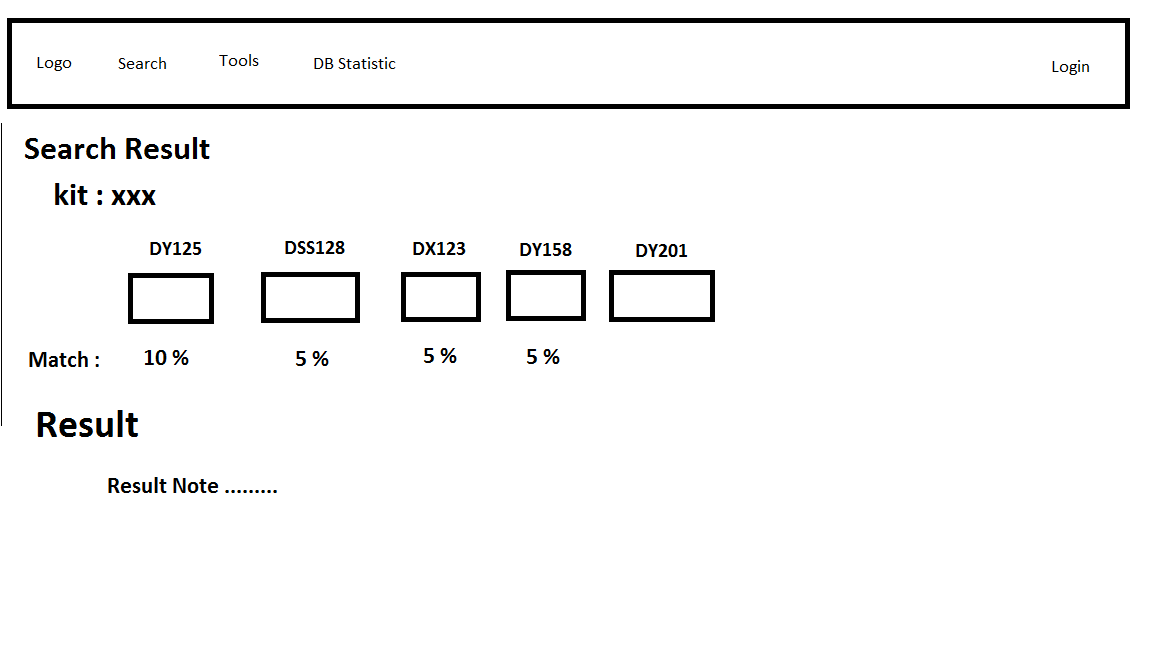 Logo Search Tools DB Statistic Login
Search Result
kit : xxx
DY125 DSS128 DX123 DY158 DY201
Match : 10 % 5 % 5 % 5 %
Result
Result Note .........